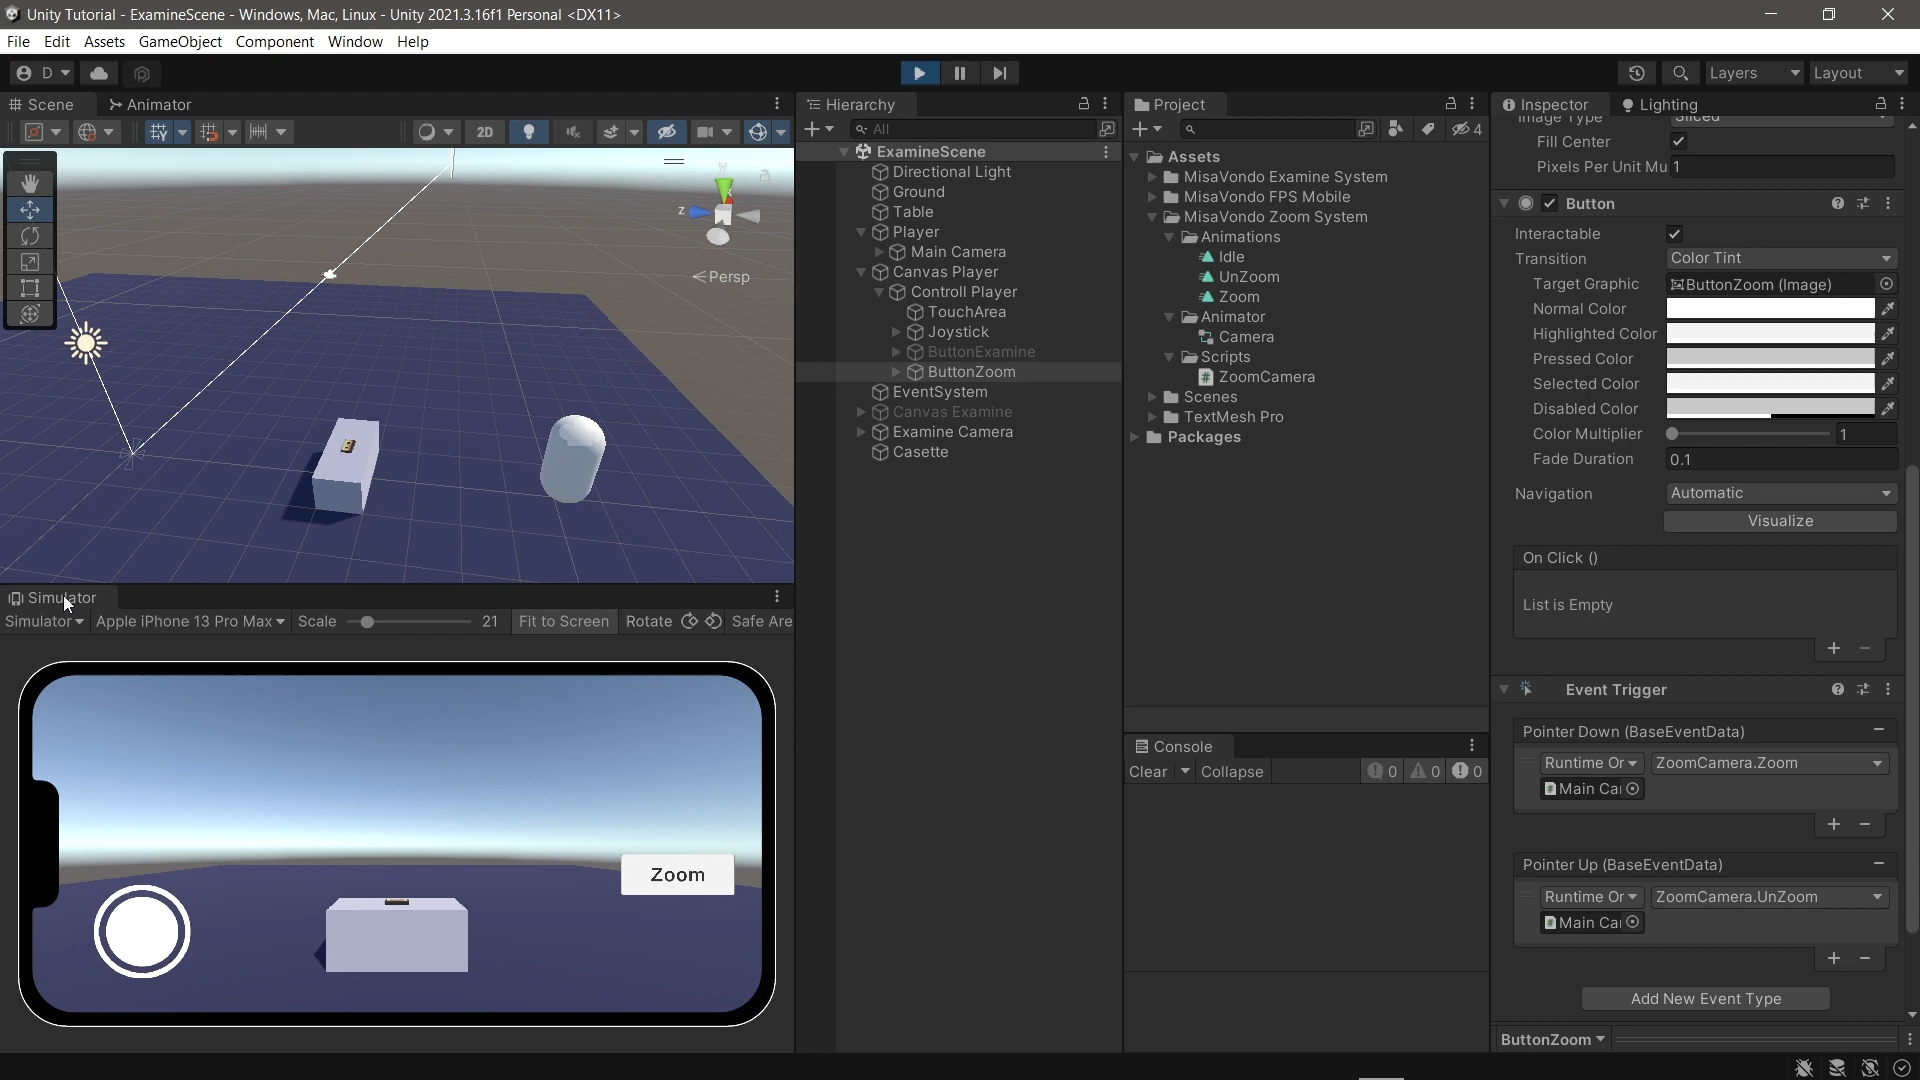 Unity Tutorial - ExamineScene - Windows, Mac, Linux - Unity 2021.3.16f1 Personal <DX11>
File Edit Assets GameObject Component Window Help
D
Layers
Layout
Scene
Animator
2D
y
z
Persp
Hierarchy
All
ExamineScene
Directional Light
Ground
Table
Player
Main Camera
Canvas Player
Controll Player
TouchArea
Joystick
ButtonExamine
ButtonZoom
EventSystem
Canvas Examine
Examine Camera
Casette
Project
4
Assets
MisaVondo Examine System
MisaVondo FPS Mobile
MisaVondo Zoom System
Animations
Idle
UnZoom
Zoom
Animator
Camera
Scripts
ZoomCamera
Scenes
TextMesh Pro
Packages
Console
Clear
Collapse
0
0
0
Inspector
Lighting
Image Type
Sliced
Fill Center
Pixels Per Unit Mu 1
Button
Interactable
Transition
Color Tint
Target Graphic
ButtonZoom (Image)
Normal Color
Highlighted Color
Pressed Color
Selected Color
Disabled Color
Color Multiplier
1
Fade Duration
0.1
Navigation
Automatic
Visualize
On Click ()
List is Empty
Event Trigger
Pointer Down (BaseEventData)
Runtime Or
ZoomCamera.Zoom
Main Ca
Pointer Up (BaseEventData)
Runtime Or
ZoomCamera.UnZoom
Main Ca
Add New Event Type
ButtonZoom
Simulator
Simulator
Apple iPhone 13 Pro Max
Scale
21
Fit to Screen
Rotate
Safe Are
Zoom